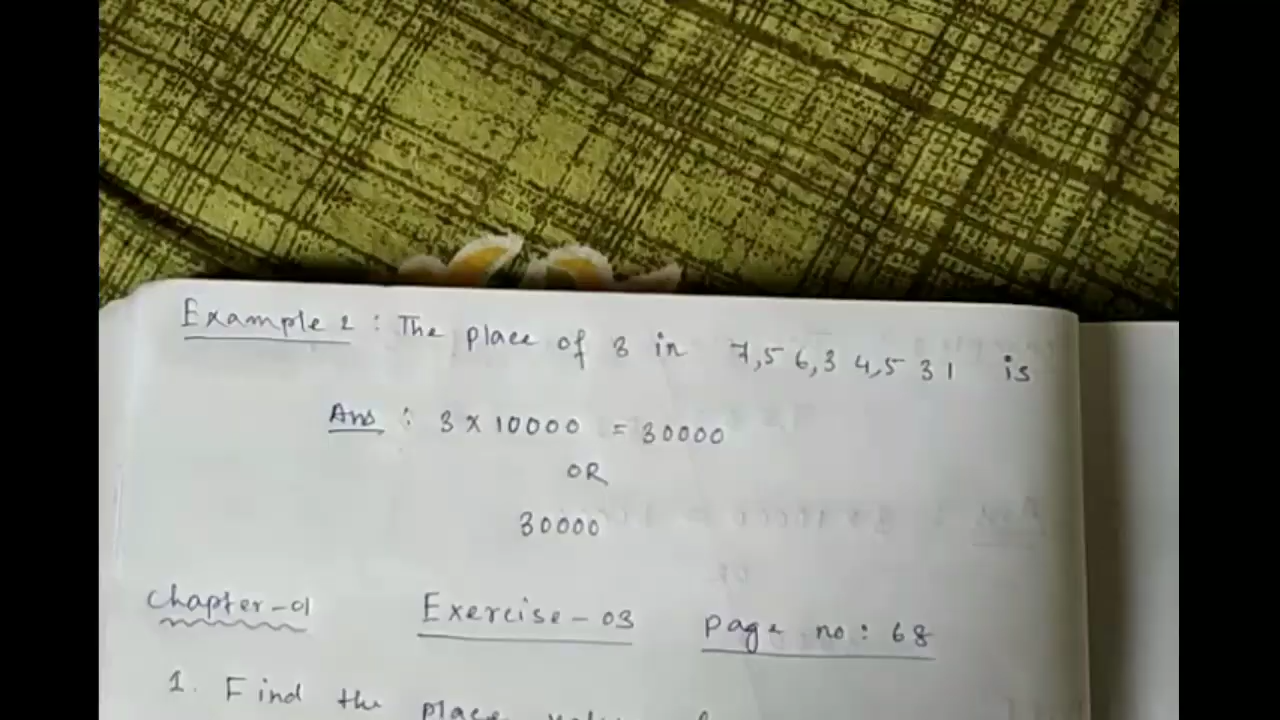 Example 2 : The place of 3 in 7,56,34,531 is
Ans : 3 x 10000 = 30000
OR
30000
Chapter-01 Exercise-03 Page no: 68
1. Find the place